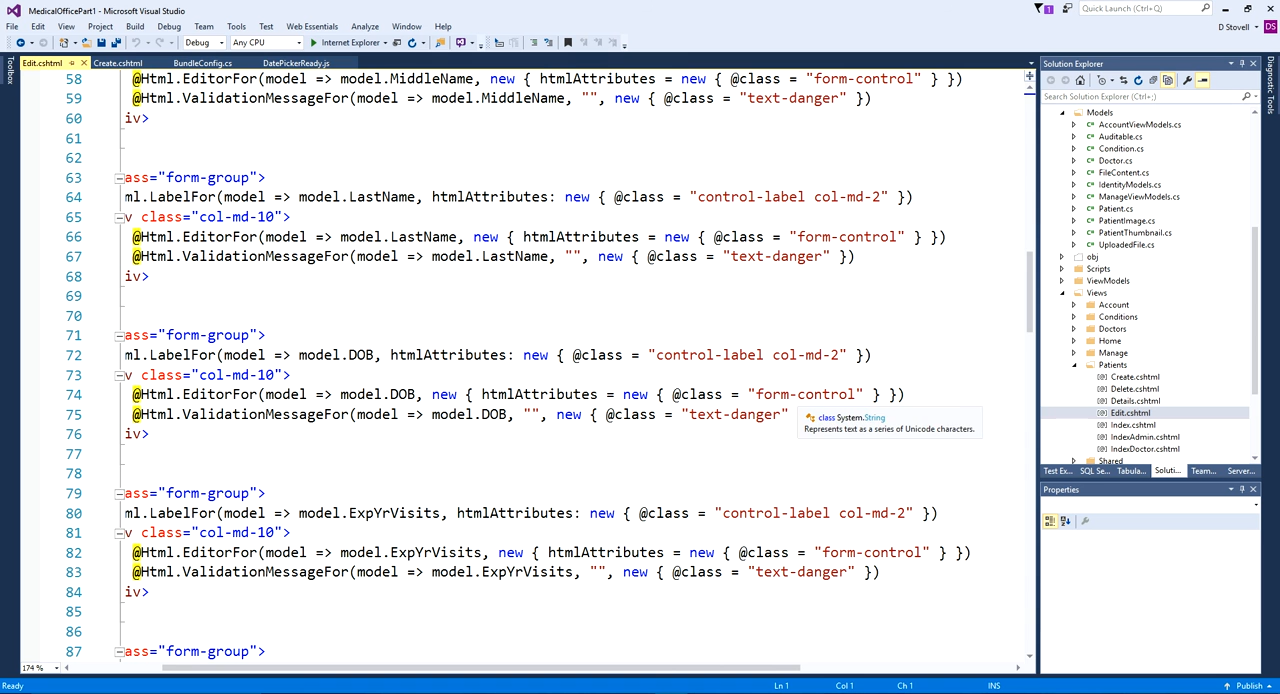 MedicalOfficePart1 - Microsoft Visual Studio
1
Quick Launch (Ctrl+Q)
File Edit View Project Build Debug Team Tools Test Web Essentials Analyze Window Help
D Stovell DS
Debug Any CPU Internet Explorer
Toolbox
Edit.cshtml Create.cshtml BundleConfig.cs DatePickerReady.js
58 @Html.EditorFor(model => model.MiddleName, new { htmlAttributes = new { @class = "form-control" } })
59 @Html.ValidationMessageFor(model => model.MiddleName, "", new { @class = "text-danger" })
60 iv>
61
62
63 ass="form-group">
64 ml.LabelFor(model => model.LastName, htmlAttributes: new { @class = "control-label col-md-2" })
65 v class="col-md-10">
66 @Html.EditorFor(model => model.LastName, new { htmlAttributes = new { @class = "form-control" } })
67 @Html.ValidationMessageFor(model => model.LastName, "", new { @class = "text-danger" })
68 iv>
69
70
71 ass="form-group">
72 ml.LabelFor(model => model.DOB, htmlAttributes: new { @class = "control-label col-md-2" })
73 v class="col-md-10">
74 @Html.EditorFor(model => model.DOB, new { htmlAttributes = new { @class = "form-control" } })
75 @Html.ValidationMessageFor(model => model.DOB, "", new { @class = "text-danger"
class System.String
Represents text as a series of Unicode characters.
76 iv>
77
78
79 ass="form-group">
80 ml.LabelFor(model => model.ExpYrVisits, htmlAttributes: new { @class = "control-label col-md-2" })
81 v class="col-md-10">
82 @Html.EditorFor(model => model.ExpYrVisits, new { htmlAttributes = new { @class = "form-control" } })
83 @Html.ValidationMessageFor(model => model.ExpYrVisits, "", new { @class = "text-danger" })
84 iv>
85
86
87 ass="form-group">
174 %
Solution Explorer
Search Solution Explorer (Ctrl+;)
Models
AccountViewModels.cs
Auditable.cs
Condition.cs
Doctor.cs
FileContent.cs
IdentityModels.cs
ManageViewModels.cs
Patient.cs
PatientImage.cs
PatientThumbnail.cs
UploadedFile.cs
obj
Scripts
ViewModels
Views
Account
Conditions
Doctors
Home
Manage
Patients
Create.cshtml
Delete.cshtml
Details.cshtml
Edit.cshtml
Index.cshtml
IndexAdmin.cshtml
IndexDoctor.cshtml
Shared
Test Ex... SQL Se... Tabula... Soluti... Team... Server...
Properties
Diagnostic Tools
Ready Ln 1 Col 1 Ch 1 INS Publish